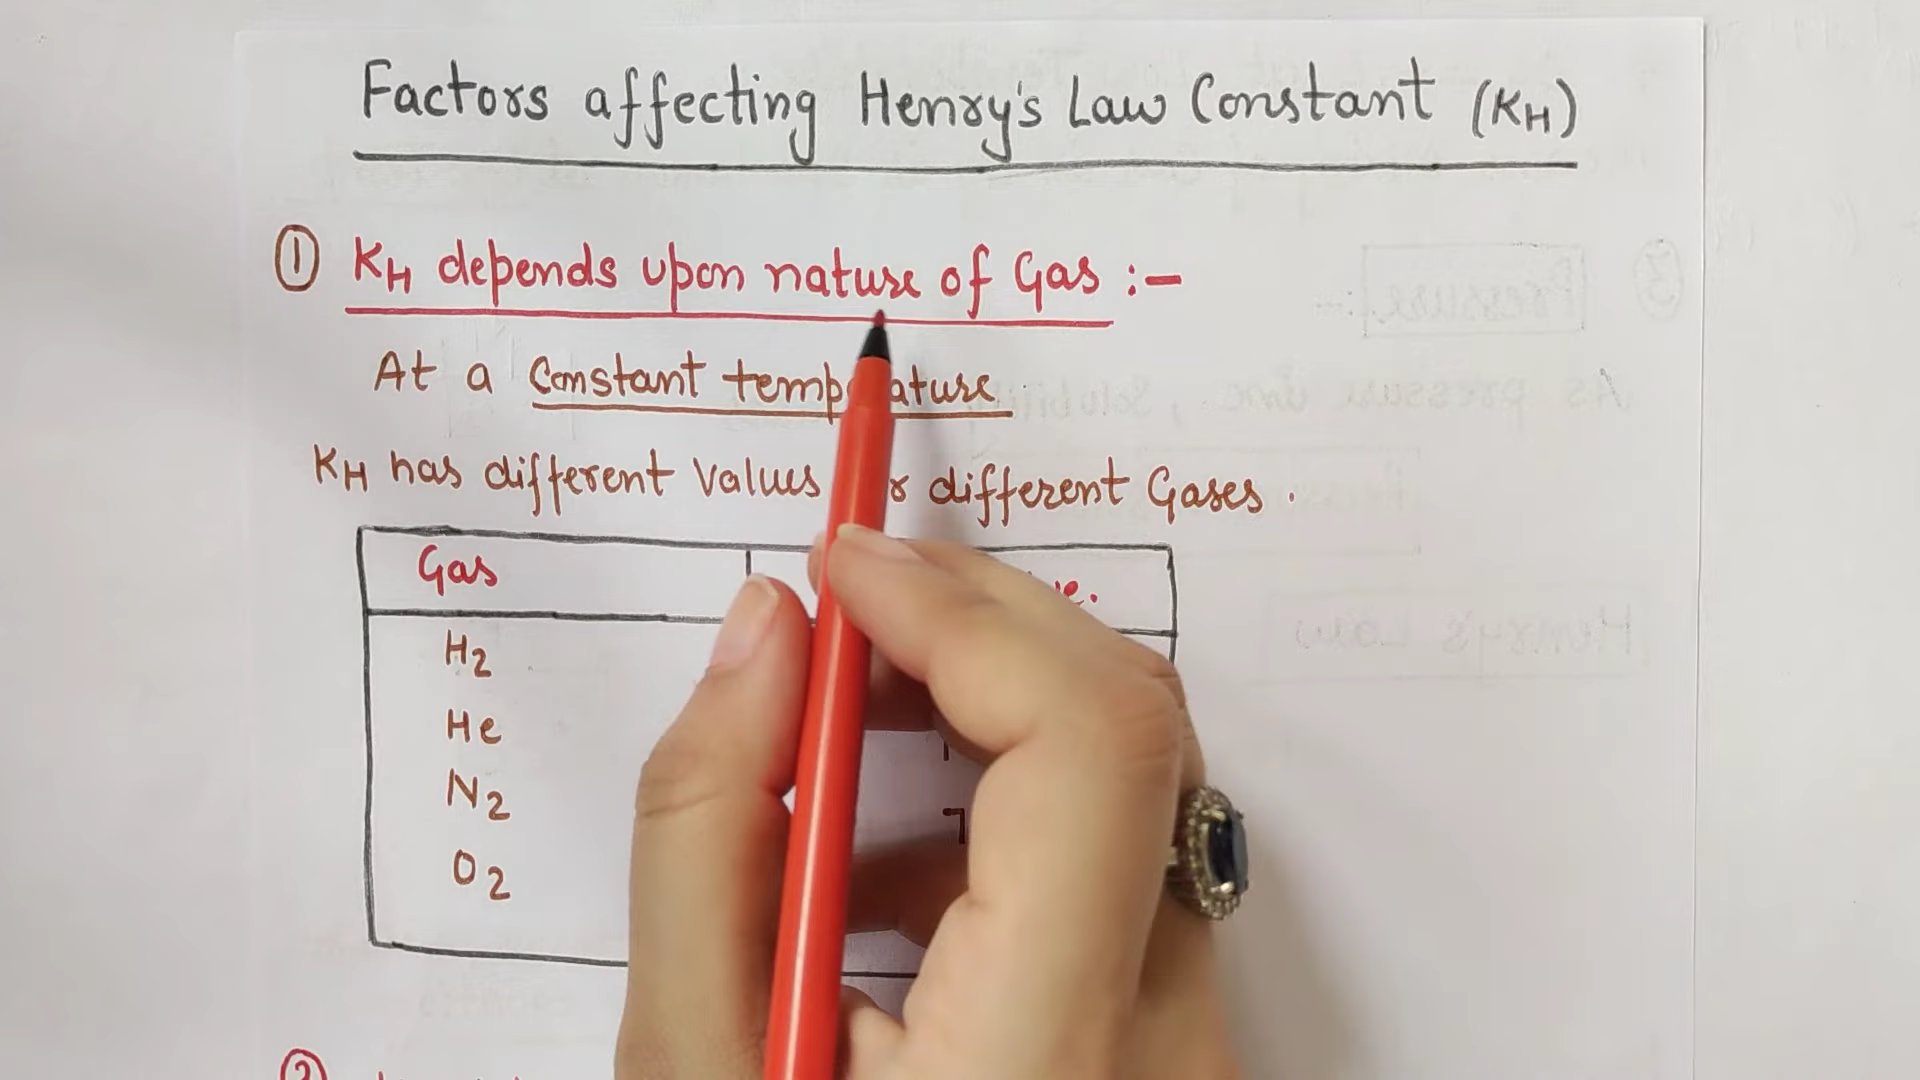 Factors affecting Henry's Law Constant (KH)
① KH depends upon nature of Gas :-
At a constant temperature
KH has different values different Gases .
Gas
H2
He
N2
O2